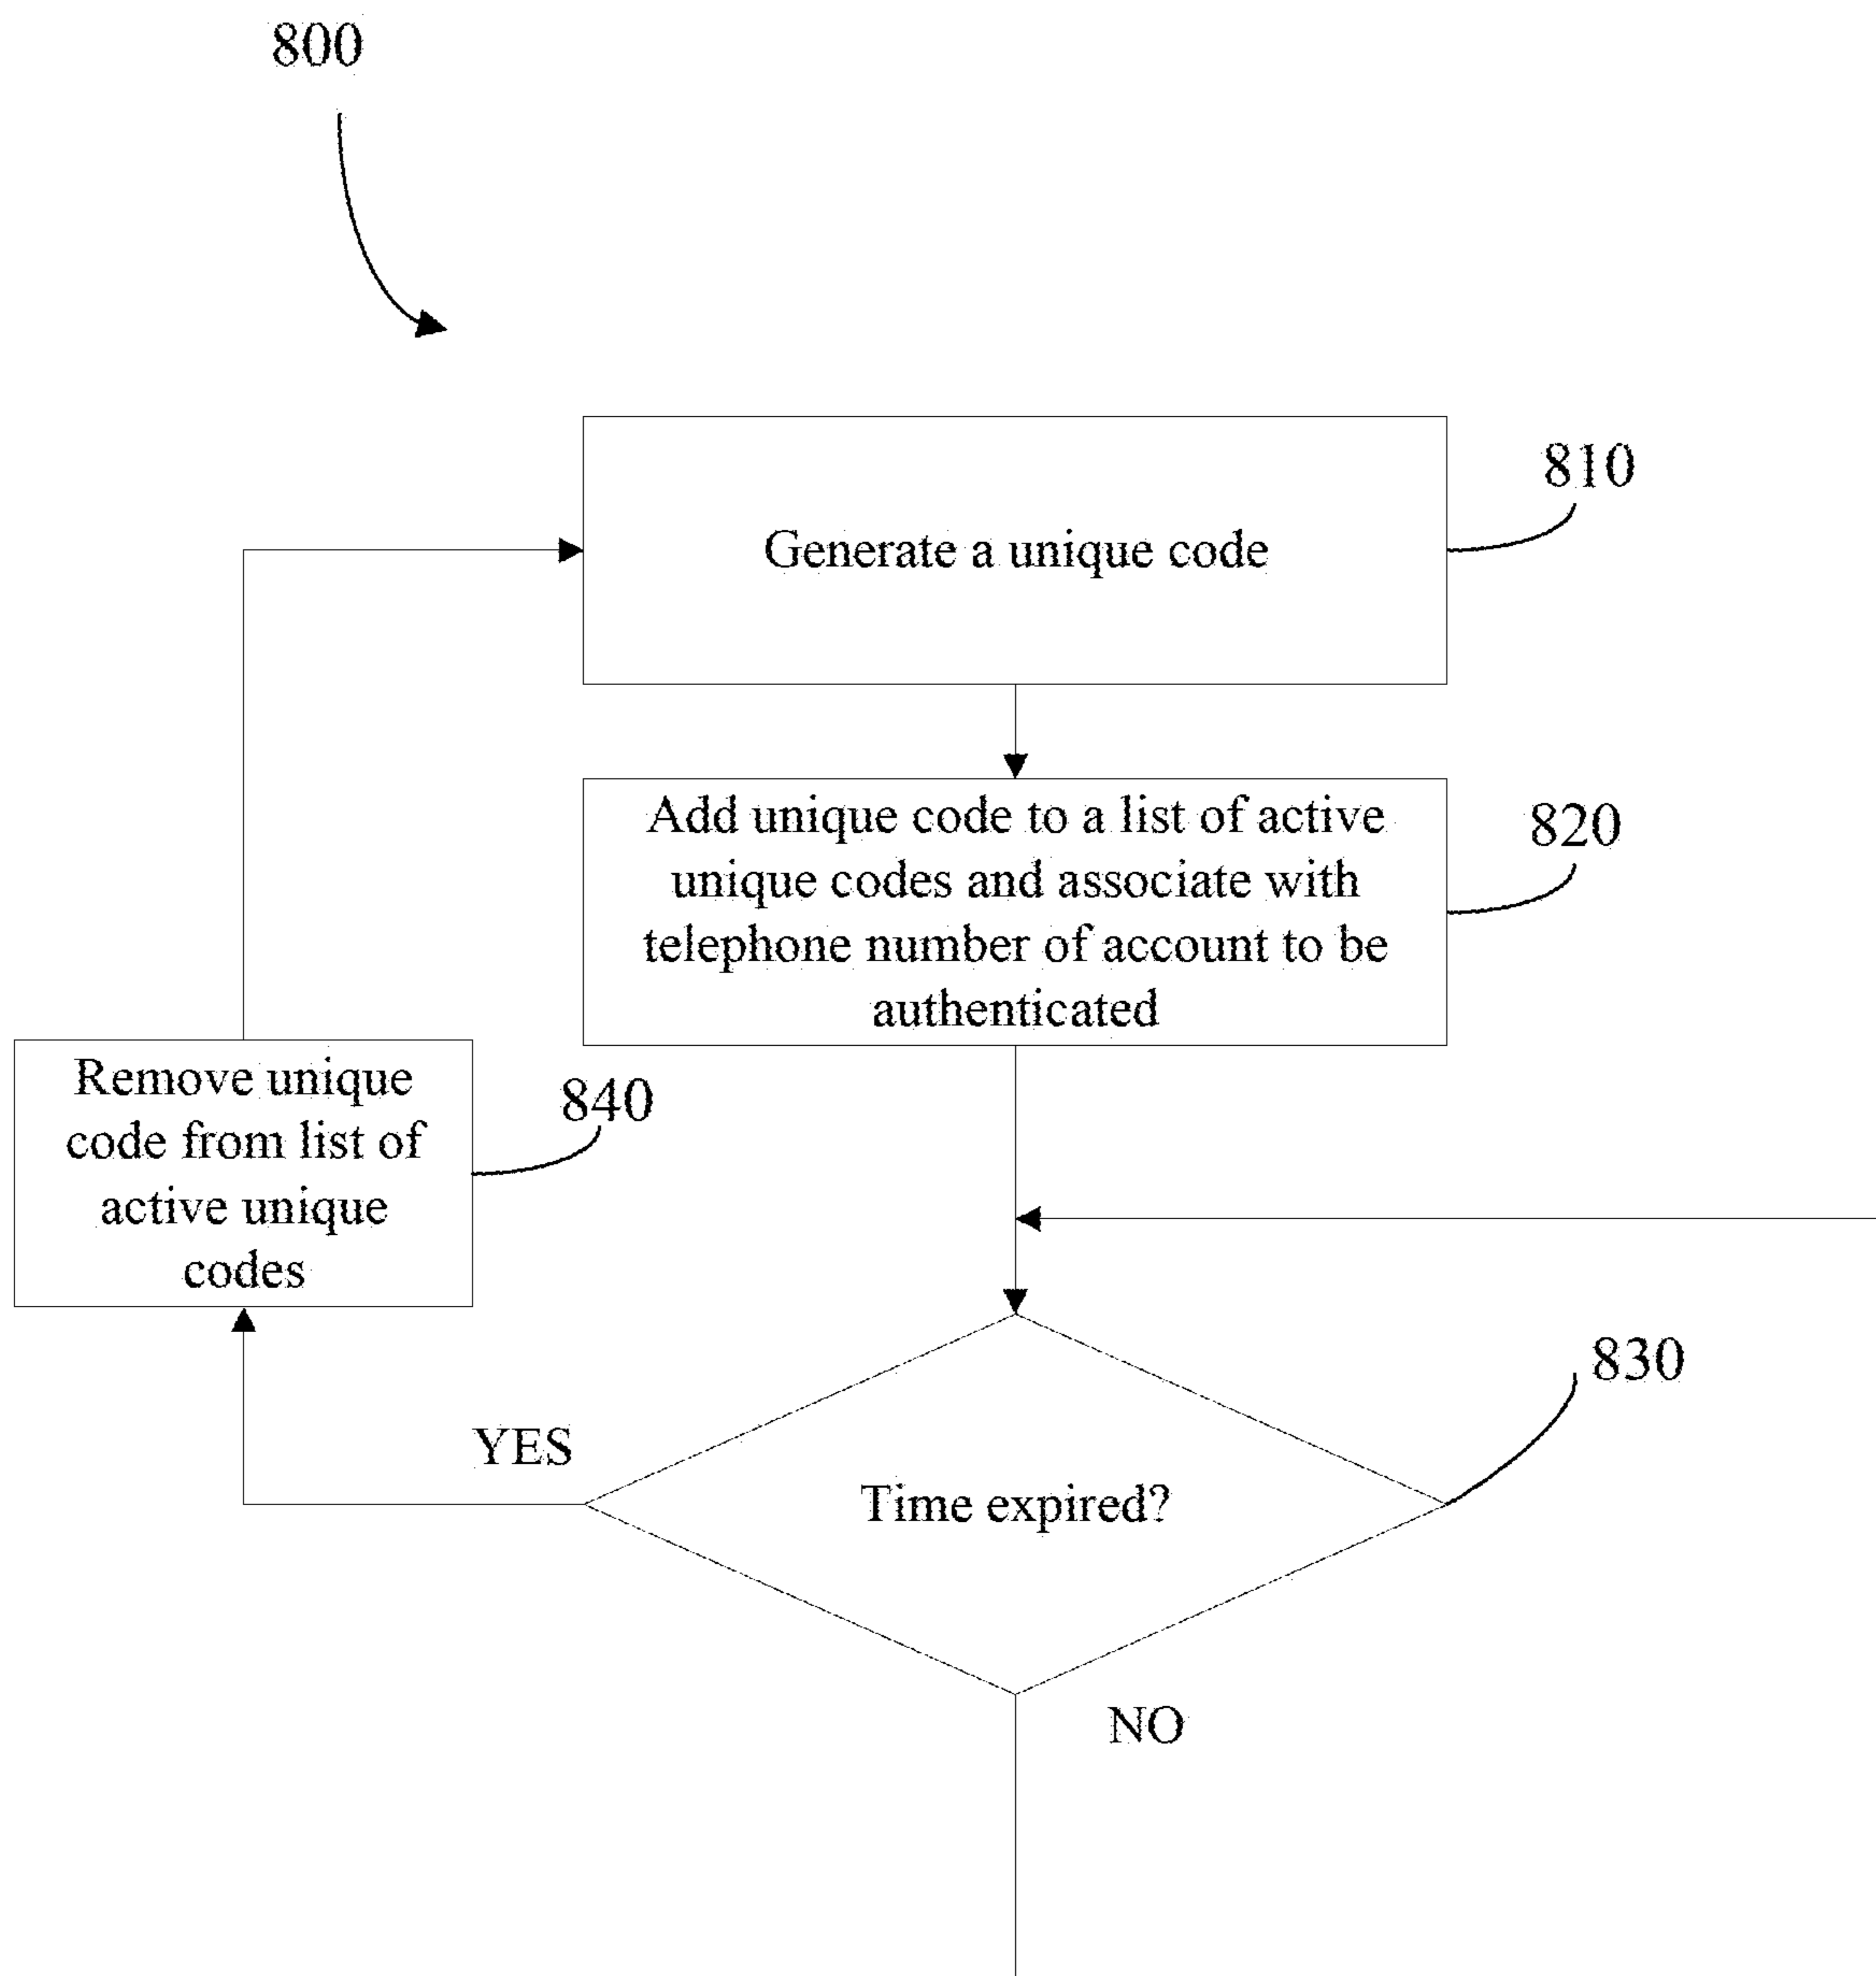 800
810
Generate a unique code
820
Add unique code to a list of active
unique codes and associate with
telephone number of account to be
authenticated
840
Remove unique
code from list of
active unique
codes
830
YES
Time expired?
NO